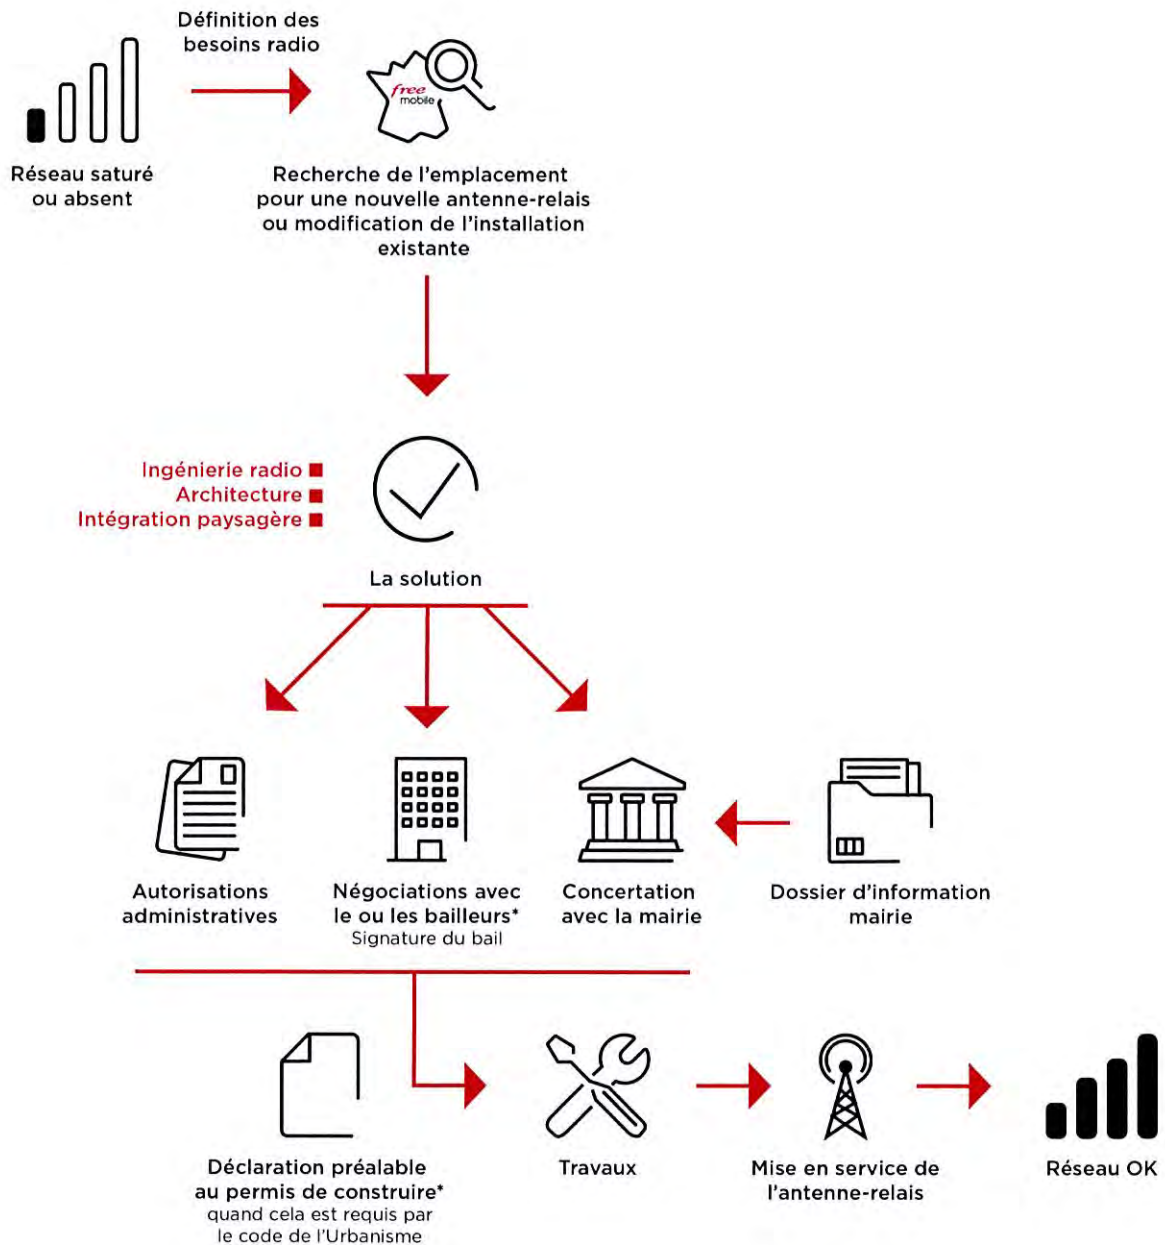 Définition des
besoins radio
free
mobile
Réseau saturé
ou absent
Recherche de l'emplacement
pour une nouvelle antenne-relais
ou modification de l'installation
existante
Ingénierie radio
Architecture
Intégration paysagère
La solution
Autorisations
administratives
Négociations avec
le ou les bailleurs*
Signature du bail
Concertation
avec la mairie
Dossier d'information
mairie
Déclaration préalable
au permis de construire*
quand cela est requis par
le code de l'Urbanisme
Travaux
Mise en service de
l'antenne-relais
Réseau OK